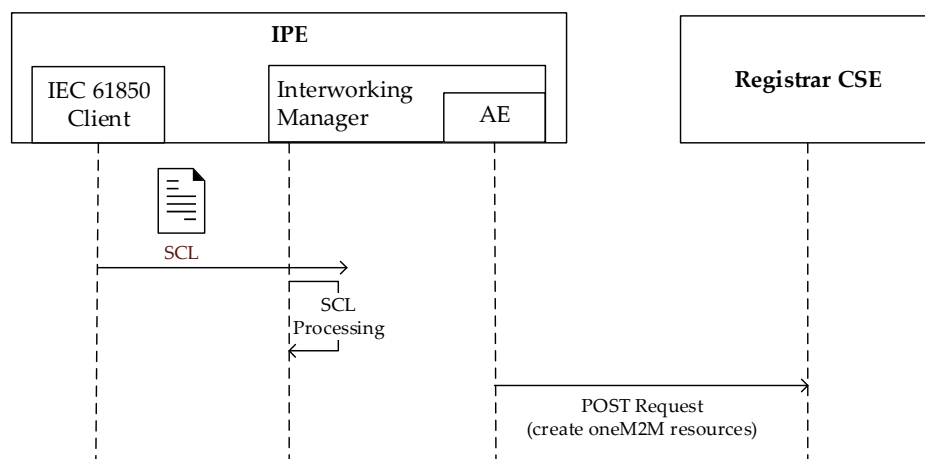 IPE
Registrar CSE
IEC 61850
Client
Interworking
Manager
AE
SCL
SCL
Processing
POST Request
(create oneM2M resources)